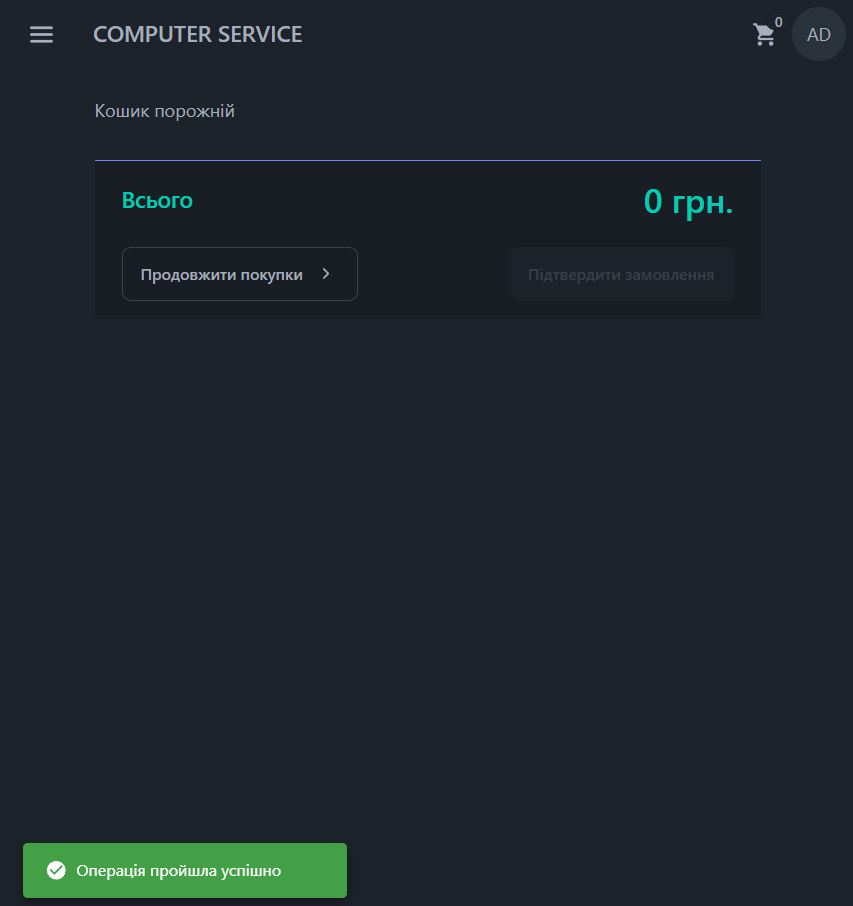 COMPUTER SERVICE
0
AD
Кошик порожній
Всього
0 грн.
Продовжити покупки
Підтвердити замовлення
Операція пройшла успішно